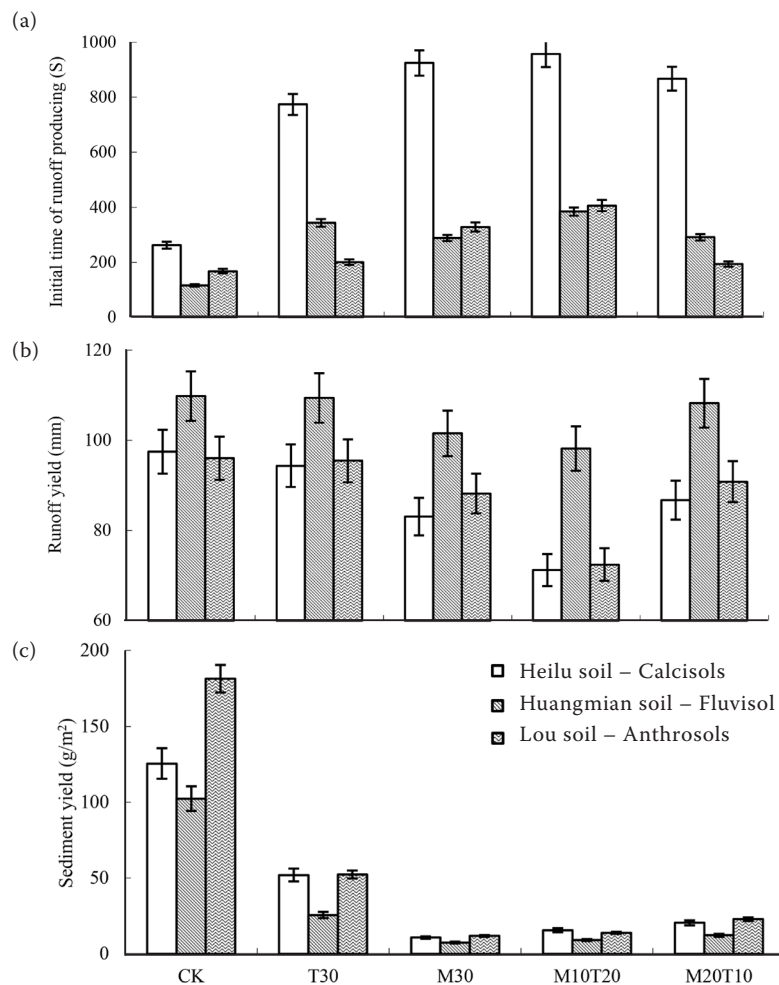 (a)
Initial time of runoff producing (S)
1000
800
600
400
200
0
(b)
Runoff yield (mm)
120
100
80
60
(c)
Sediment yield (g/m²)
200
150
100
50
0
Heilu soil – Calcisols
Huangmian soil – Fluvisol
Lou soil – Anthrosols
CK T30 M30 M10T20 M20T10